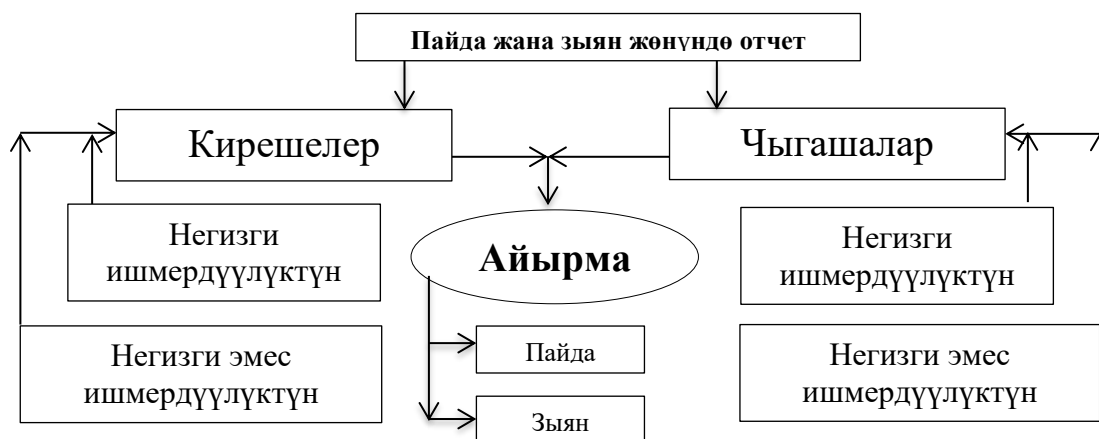 Пайда жана зыян жөнүндө отчет
Кирешелер
Чыгашалар
Негизги
ишмердүүлүктүн
Айырма
Негизги
ишмердүүлүктүн
Негизги эмес
ишмердүүлүктүн
Пайда
Зыян
Негизги эмес
ишмердүүлүктүн